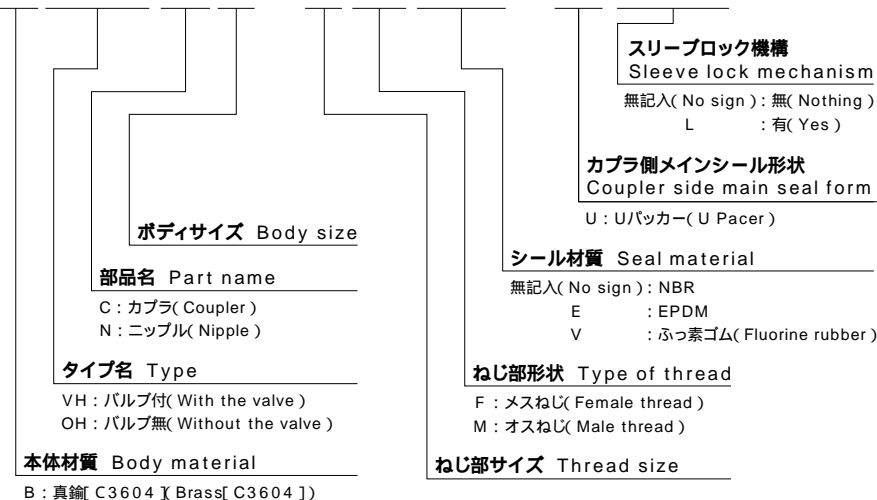 スリーブロック機構
Sleeve lock mechanism
無記入( No sign ) : 無( Nothing )
L : 有( Yes )
カプラ側メインシール形状
Coupler side main seal form
U : Uパッカー( U Pacer )
ボディサイズ Body size
シール材質 Seal material
無記入( No sign ) : NBR
E : EPDM
V : ふっ素ゴム( Fluorine rubber )
部品名 Part name
C : カプラ( Coupler )
N : ニップル( Nipple )
タイプ名 Type
VH : バルブ付( With the valve )
OH : バルブ無( Without the valve )
ねじ部形状 Type of thread
F : メスねじ( Female thread )
M : オスねじ( Male thread )
本体材質 Body material
B : 真鍮[ C3604 ]( Brass[ C3604 ])
ねじ部サイズ Thread size